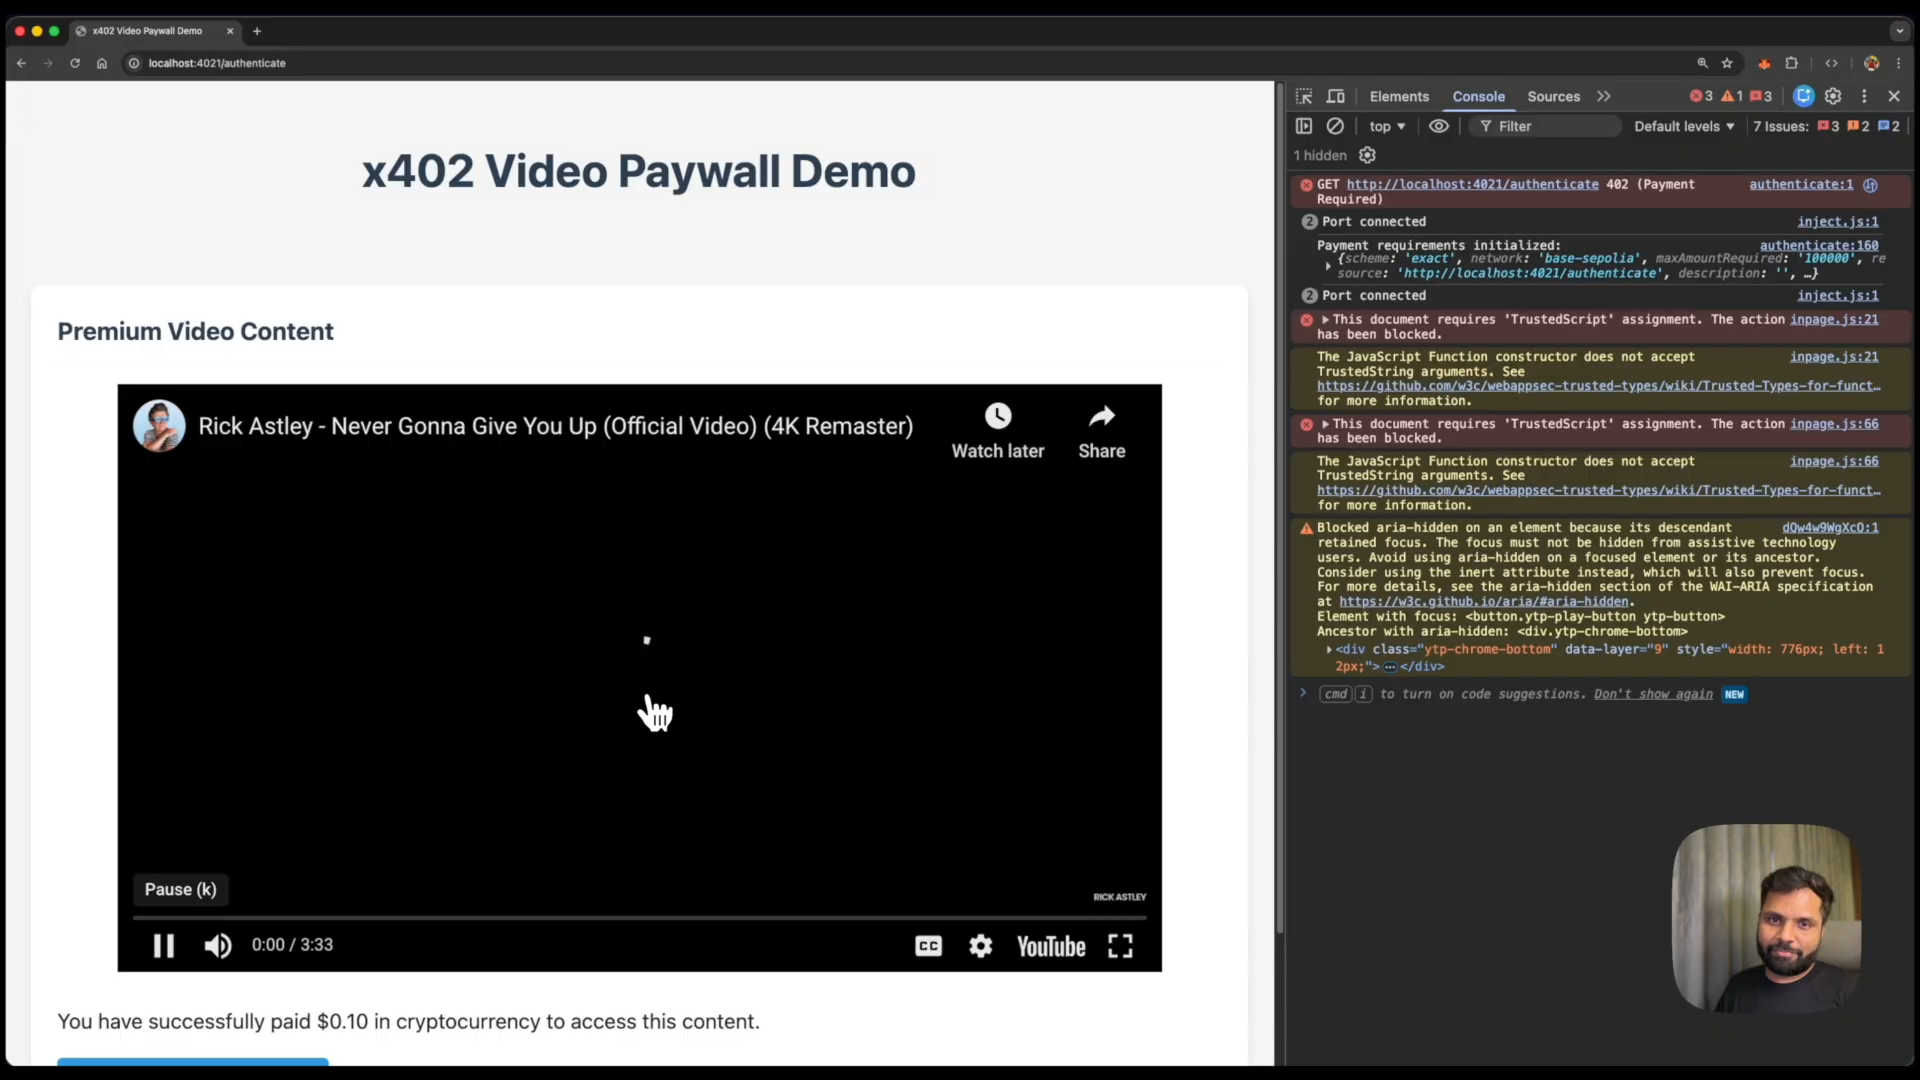 x402 Video Paywall Demo
localhost:4021/authenticate
x402 Video Paywall Demo
Premium Video Content
Rick Astley - Never Gonna Give You Up (Official Video) (4K Remaster)
Watch later
Share
Pause (k)
RICK ASTLEY
0:00 / 3:33
CC
YouTube
You have successfully paid $0.10 in cryptocurrency to access this content.
Elements
Console
Sources
3
1
3
top
Filter
Default levels
7 Issues:
3
2
2
1 hidden
GET http://localhost:4021/authenticate 402 (Payment authenticate:1
Required)
2 Port connected inject.js:1
Payment requirements initialized: authenticate:160
{scheme: 'exact', network: 'base-sepolia', maxAmountRequired: '100000', re
source: 'http://localhost:4021/authenticate', description: '', …}
2 Port connected inject.js:1
This document requires 'TrustedScript' assignment. The action inpage.js:21
has been blocked.
The JavaScript Function constructor does not accept inpage.js:21
TrustedString arguments. See
https://github.com/w3c/webappsec-trusted-types/wiki/Trusted-Types-for-funct…
for more information.
This document requires 'TrustedScript' assignment. The action inpage.js:66
has been blocked.
The JavaScript Function constructor does not accept inpage.js:66
TrustedString arguments. See
https://github.com/w3c/webappsec-trusted-types/wiki/Trusted-Types-for-funct…
for more information.
Blocked aria-hidden on an element because its descendant dQw4w9WgXcQ:1
retained focus. The focus must not be hidden from assistive technology
users. Avoid using aria-hidden on a focused element or its ancestor.
Consider using the inert attribute instead, which will also prevent focus.
For more details, see the aria-hidden section of the WAI-ARIA specification
at https://w3c.github.io/aria/#aria-hidden.
Element with focus: <button.ytp-play-button ytp-button>
Ancestor with aria-hidden: <div.ytp-chrome-bottom>
<div class="ytp-chrome-bottom" data-layer="9" style="width: 776px; left: 1
2px;">…</div>
cmd i to turn on code suggestions. Don't show again NEW